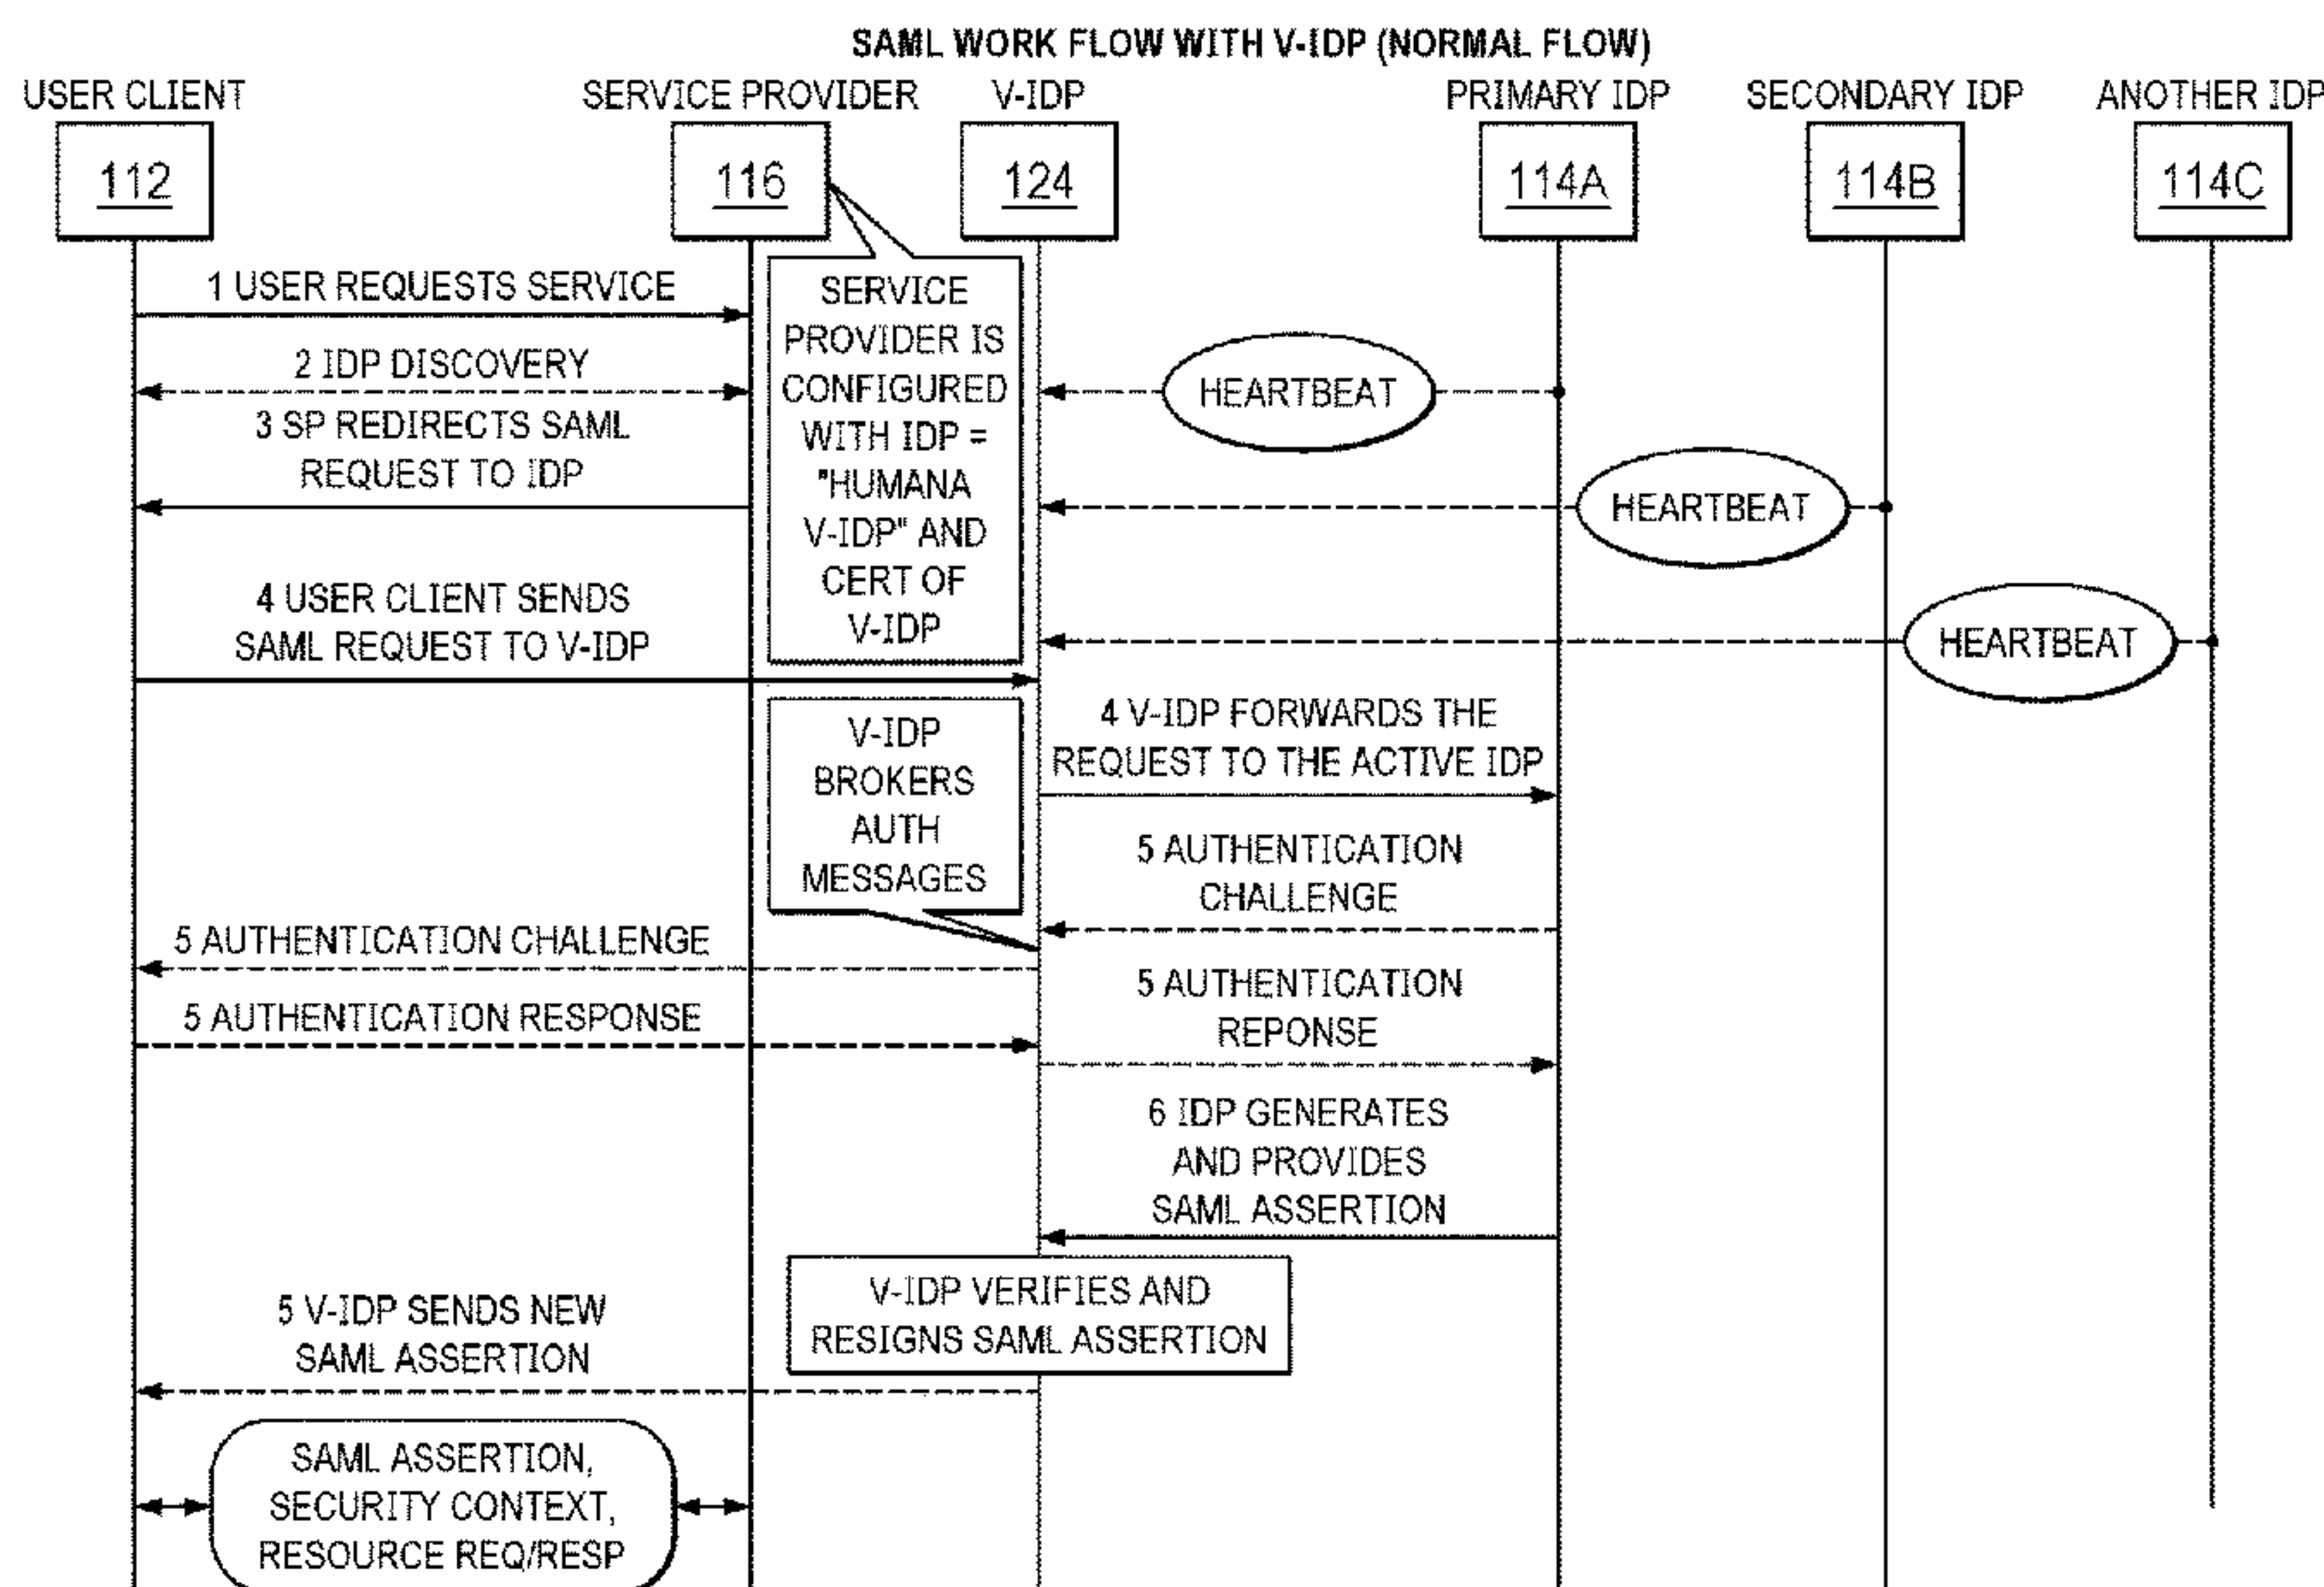 SAML WORK FLOW WITH V-IDP (NORMAL FLOW)
USER CLIENT
SERVICE PROVIDER
V-IDP
PRIMARY IDP
SECONDARY IDP
ANOTHER IDP
112
116
124
114A
114B
114C
1 USER REQUESTS SERVICE
2 IDP DISCOVERY
3 SP REDIRECTS SAML
REQUEST TO IDP
SERVICE
PROVIDER IS
CONFIGURED
WITH IDP =
"HUMANA
V-IDP" AND
CERT OF
V-IDP
HEARTBEAT
HEARTBEAT
HEARTBEAT
4 USER CLIENT SENDS
SAML REQUEST TO V-IDP
V-IDP
BROKERS
AUTH
MESSAGES
4 V-IDP FORWARDS THE
REQUEST TO THE ACTIVE IDP
5 AUTHENTICATION
CHALLENGE
5 AUTHENTICATION CHALLENGE
5 AUTHENTICATION RESPONSE
5 AUTHENTICATION
REPONSE
6 IDP GENERATES
AND PROVIDES
SAML ASSERTION
V-IDP VERIFIES AND
RESIGNS SAML ASSERTION
5 V-IDP SENDS NEW
SAML ASSERTION
SAML ASSERTION,
SECURITY CONTEXT,
RESOURCE REQ/RESP